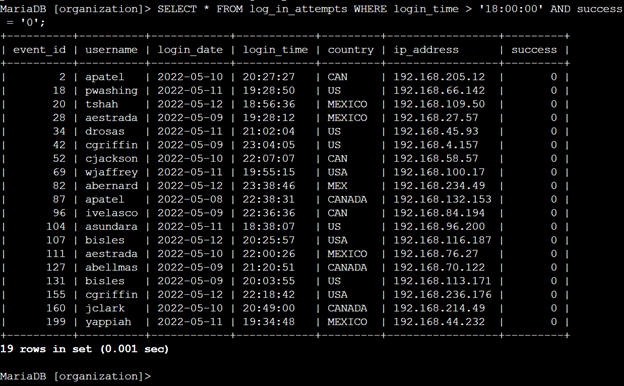 MariaDB [organization]> SELECT * FROM log_in_attempts WHERE login_time > '18:00:00' AND success
 = '0';
+----------+----------+------------+------------+---------+-----------------+---------+
| event_id | username | login_date | login_time | country | ip_address      | success |
+----------+----------+------------+------------+---------+-----------------+---------+
|        2 | apatel   | 2022-05-10 | 20:27:27   | CAN     | 192.168.205.12  |       0 |
|       18 | pwashing | 2022-05-11 | 19:28:50   | US      | 192.168.66.142  |       0 |
|       20 | tshah    | 2022-05-12 | 18:56:36   | MEXICO  | 192.168.109.50  |       0 |
|       28 | aestrada | 2022-05-09 | 19:28:12   | MEXICO  | 192.168.27.57   |       0 |
|       34 | drosas   | 2022-05-11 | 21:02:04   | US      | 192.168.45.93   |       0 |
|       42 | cgriffin | 2022-05-09 | 23:04:05   | US      | 192.168.4.157   |       0 |
|       52 | cjackson | 2022-05-10 | 22:07:07   | CAN     | 192.168.58.57   |       0 |
|       69 | wjaffrey | 2022-05-11 | 19:55:15   | USA     | 192.168.100.17  |       0 |
|       82 | abernard | 2022-05-12 | 23:38:46   | MEX     | 192.168.234.49  |       0 |
|       87 | apatel   | 2022-05-08 | 22:38:31   | CANADA  | 192.168.132.153 |       0 |
|       96 | ivelasco | 2022-05-09 | 22:36:36   | CAN     | 192.168.84.194  |       0 |
|      104 | asundara | 2022-05-11 | 18:38:07   | US      | 192.168.96.200  |       0 |
|      107 | bisles   | 2022-05-12 | 20:25:57   | USA     | 192.168.116.187 |       0 |
|      111 | aestrada | 2022-05-10 | 22:00:26   | MEXICO  | 192.168.76.27   |       0 |
|      127 | abellmas | 2022-05-09 | 21:20:51   | CANADA  | 192.168.70.122  |       0 |
|      131 | bisles   | 2022-05-09 | 20:03:55   | US      | 192.168.113.171 |       0 |
|      155 | cgriffin | 2022-05-12 | 22:18:42   | USA     | 192.168.236.176 |       0 |
|      160 | jclark   | 2022-05-10 | 20:49:00   | CANADA  | 192.168.214.49  |       0 |
|      199 | yappiah  | 2022-05-11 | 19:34:48   | MEXICO  | 192.168.44.232  |       0 |
+----------+----------+------------+------------+---------+-----------------+---------+
19 rows in set (0.001 sec)
MariaDB [organization]>